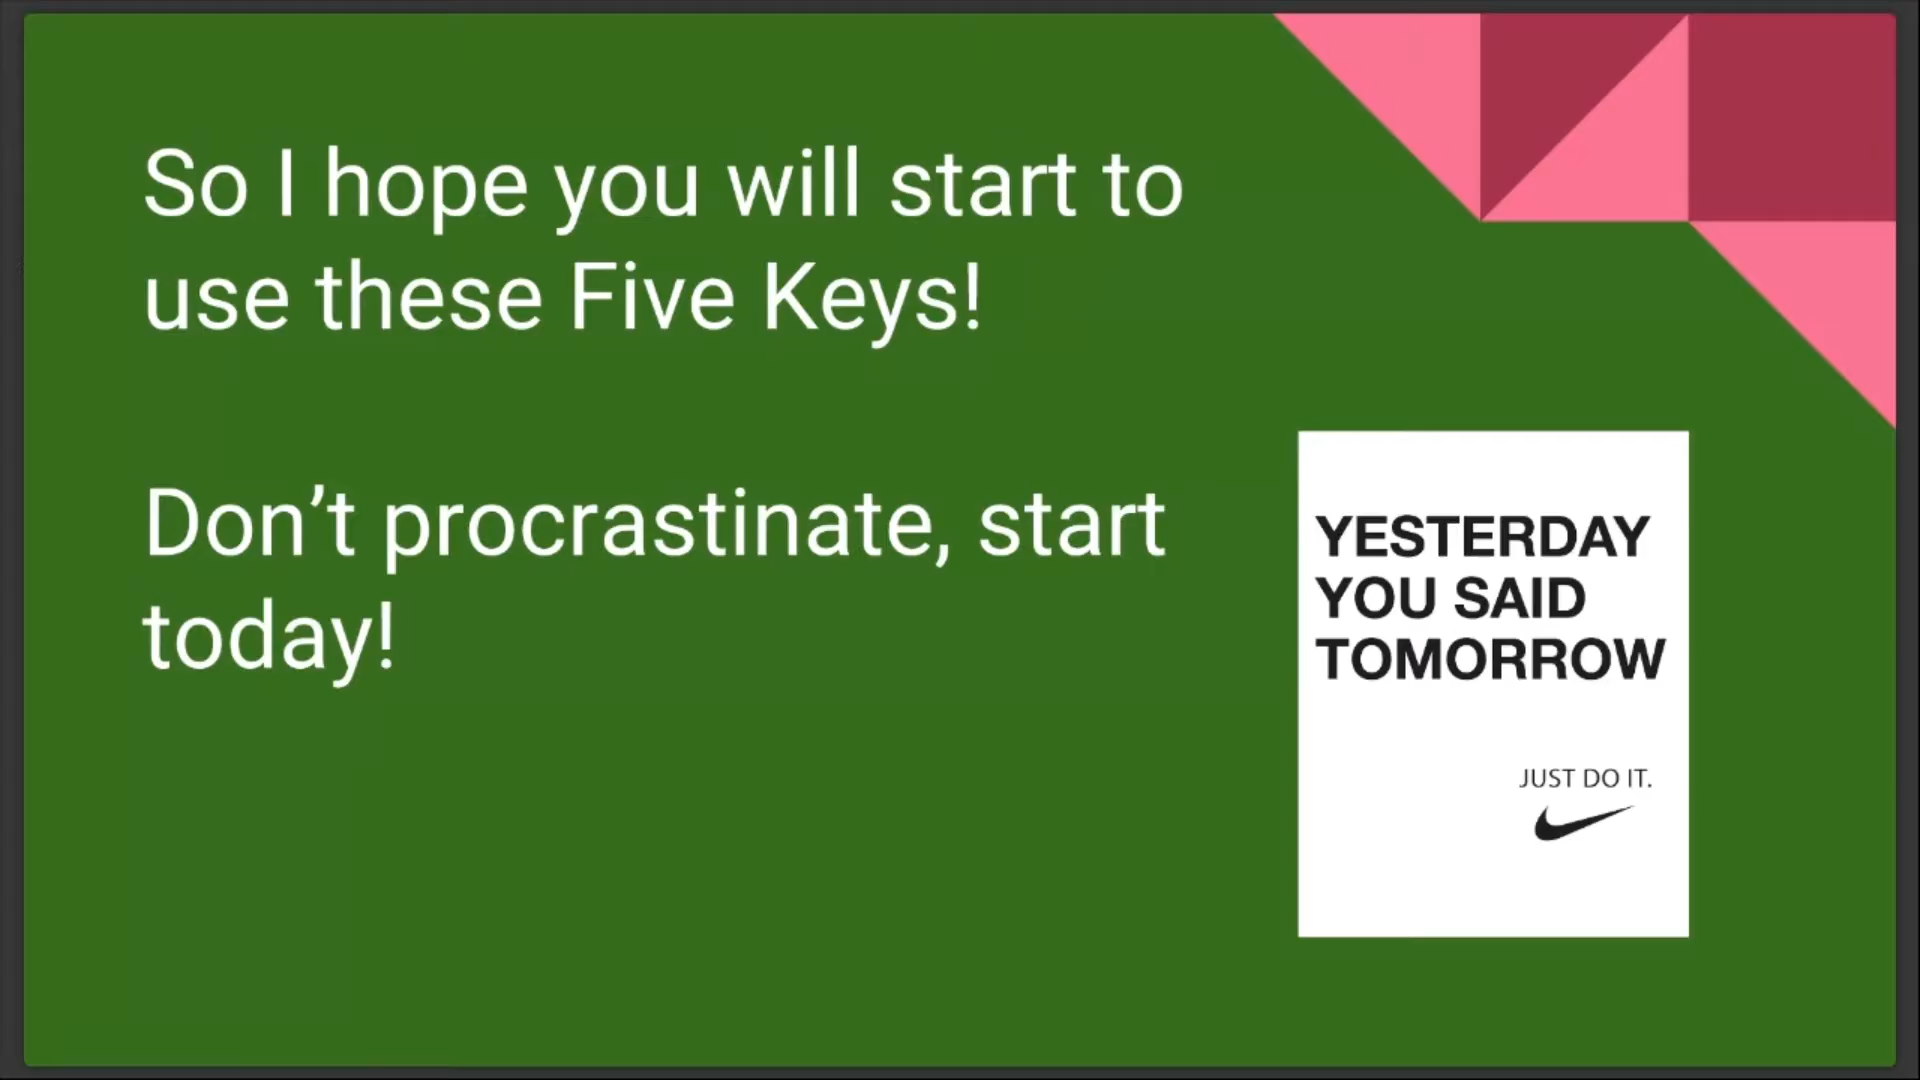 So I hope you will start to
use these Five Keys!
Don’t procrastinate, start
today!
YESTERDAY
YOU SAID
TOMORROW
JUST DO IT.